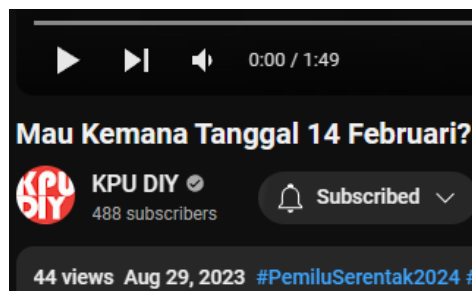 0:00 / 1:49
Mau Kemana Tanggal 14 Februari?
KPU
DIY
KPU DIY
488 subscribers
Subscribed
44 views Aug 29, 2023 #PemiluSerentak2024 #